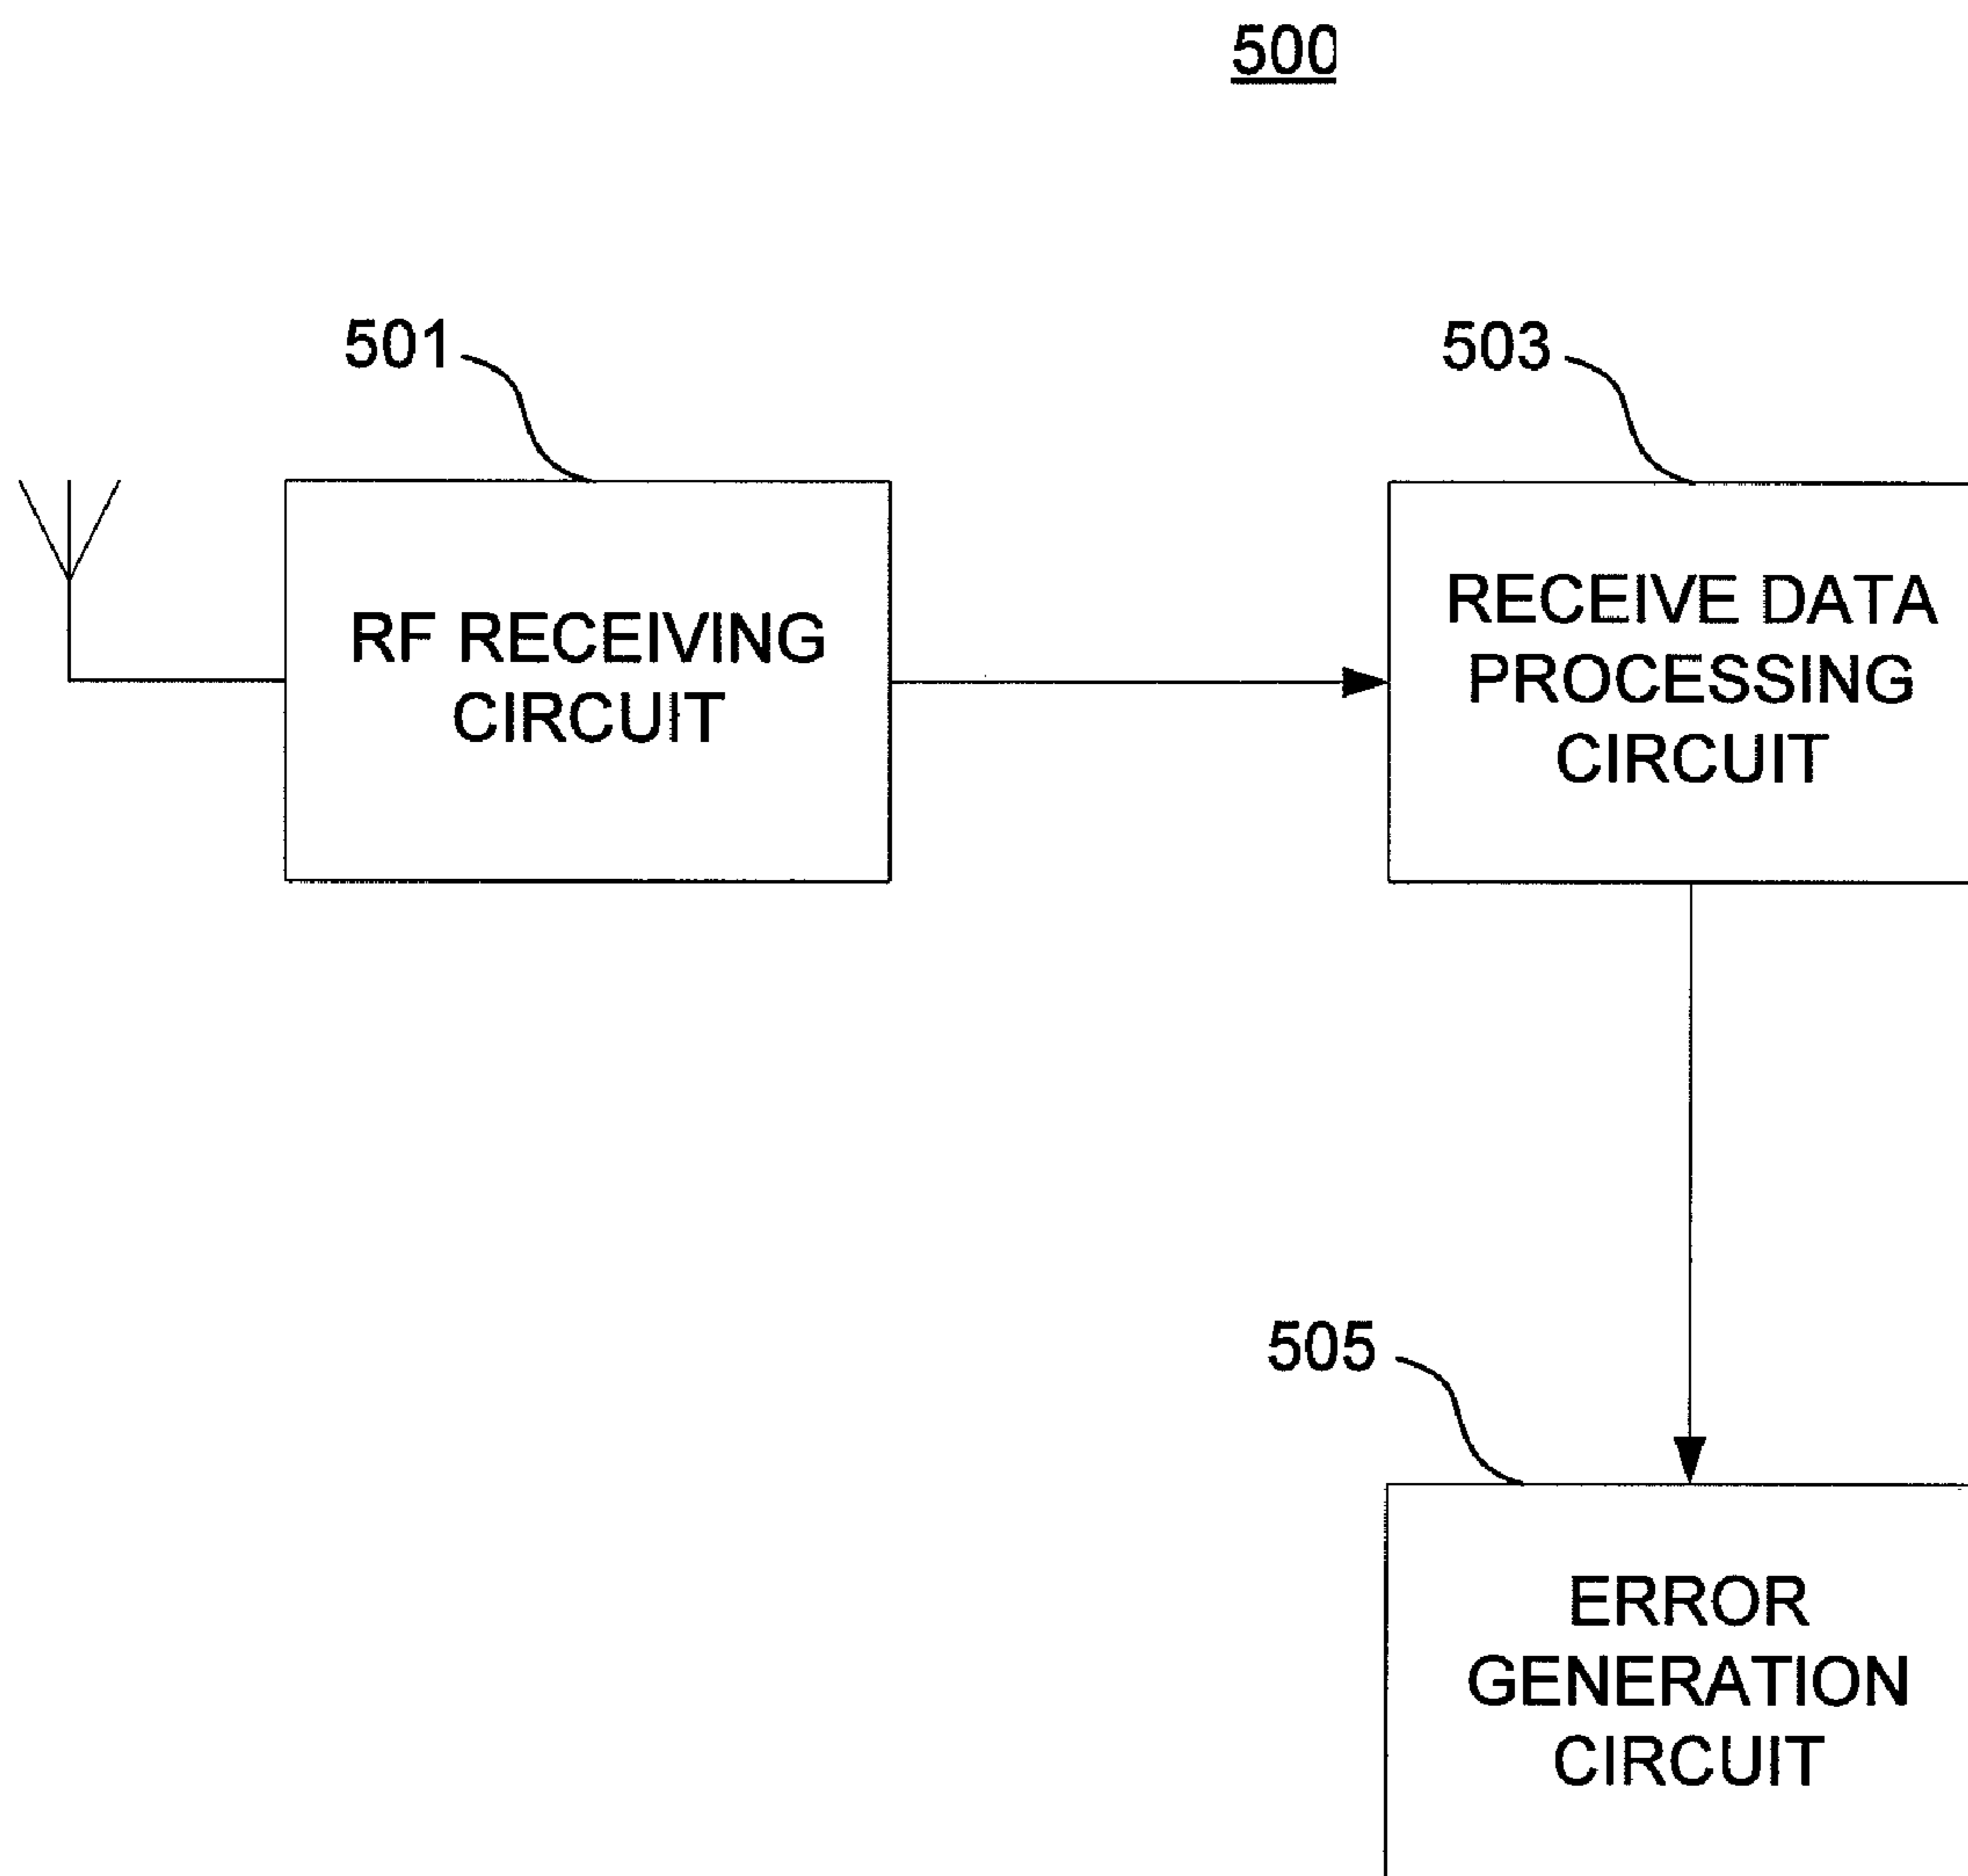 500
501
503
RF RECEIVING
CIRCUIT
RECEIVE DATA
PROCESSING
CIRCUIT
505
ERROR
GENERATION
CIRCUIT